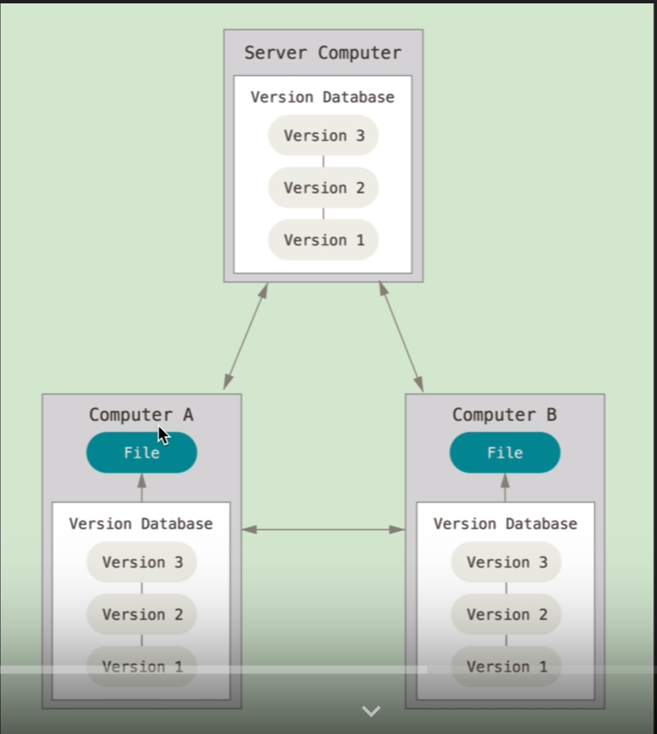 Server Computer
Version Database
Version 3
Version 2
Version 1
Computer A
File
Version Database
Version 3
Version 2
Version 1
Computer B
File
Version Database
Version 3
Version 2
Version 1